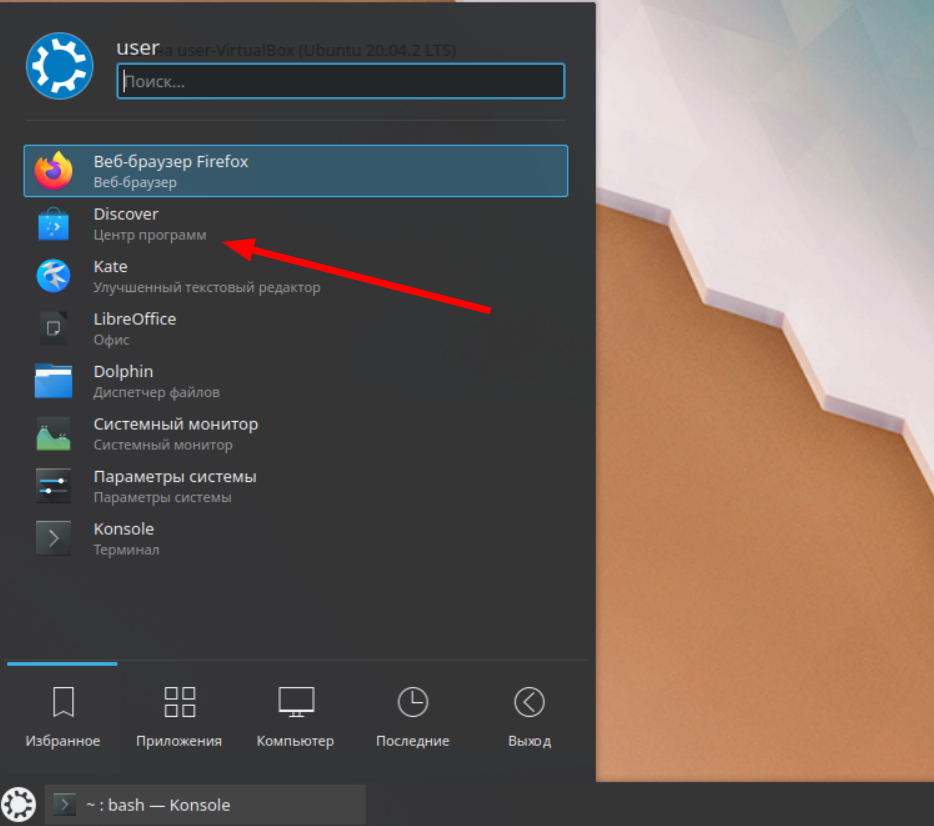 user на user-VirtualBox (Ubuntu 20.04.2 LTS)
Поиск...
Веб-браузер Firefox
Веб-браузер
Discover
Центр программ
Kate
Улучшенный текстовый редактор
LibreOffice
Офис
Dolphin
Диспетчер файлов
Системный монитор
Системный монитор
Параметры системы
Параметры системы
Konsole
Терминал
Избранное Приложения Компьютер Последние Выход
~ : bash — Konsole